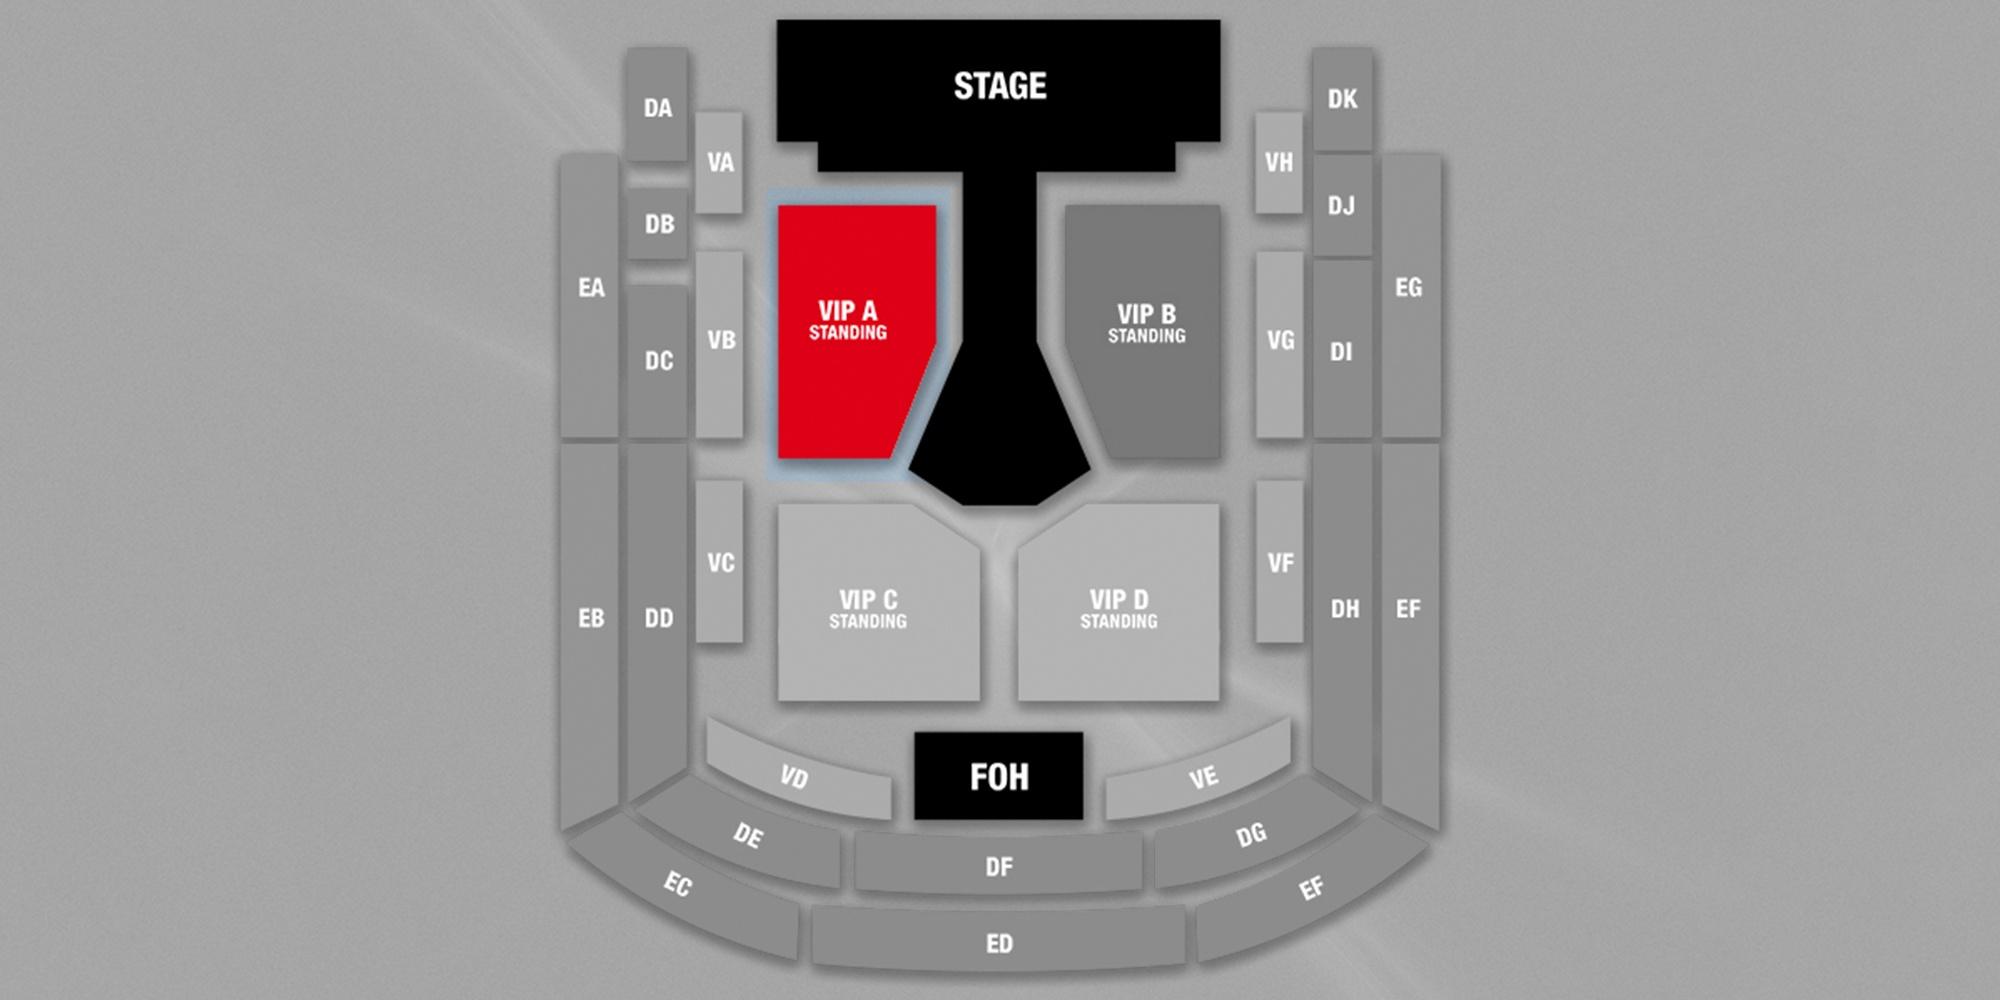 STAGE
DA
DK
VA
VH
DB
DJ
EA
EG
VIP A
STANDING
VIP B
STANDING
VB
VG
DC
DI
VC
VF
VIP C
STANDING
VIP D
STANDING
EB
DD
DH
EF
VD
FOH
VE
DE
DG
DF
EC
EF
ED